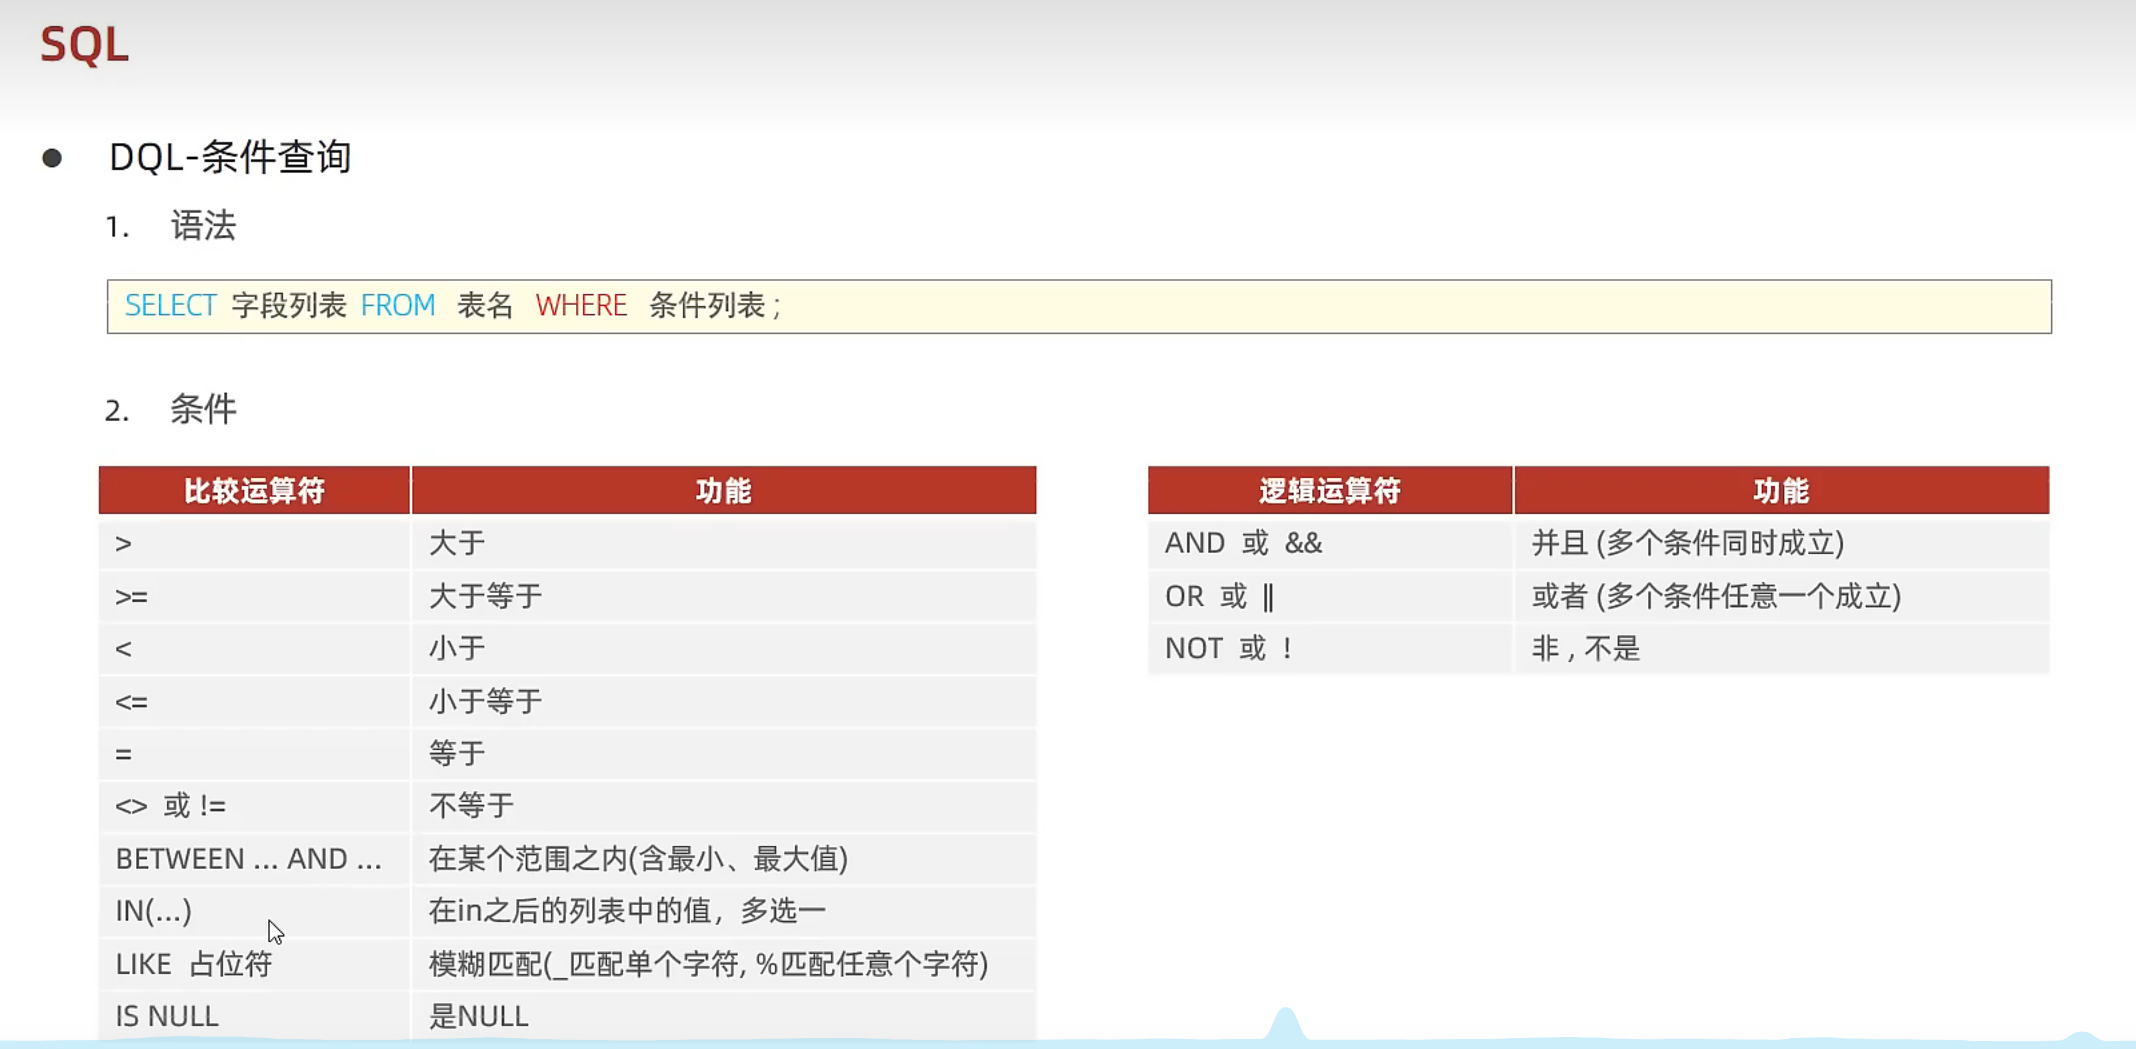 SQL
● DQL-条件查询
1. 语法
SELECT 字段列表 FROM 表名 WHERE 条件列表 ;
2. 条件
比较运算符 功能
> 大于
>= 大于等于
< 小于
<= 小于等于
= 等于
<> 或 != 不等于
BETWEEN ... AND ... 在某个范围之内(含最小、最大值)
IN(...) 在in之后的列表中的值，多选一
LIKE 占位符 模糊匹配(_匹配单个字符, %匹配任意个字符)
IS NULL 是NULL
逻辑运算符 功能
AND 或 && 并且 (多个条件同时成立)
OR 或 || 或者 (多个条件任意一个成立)
NOT 或 ! 非 , 不是